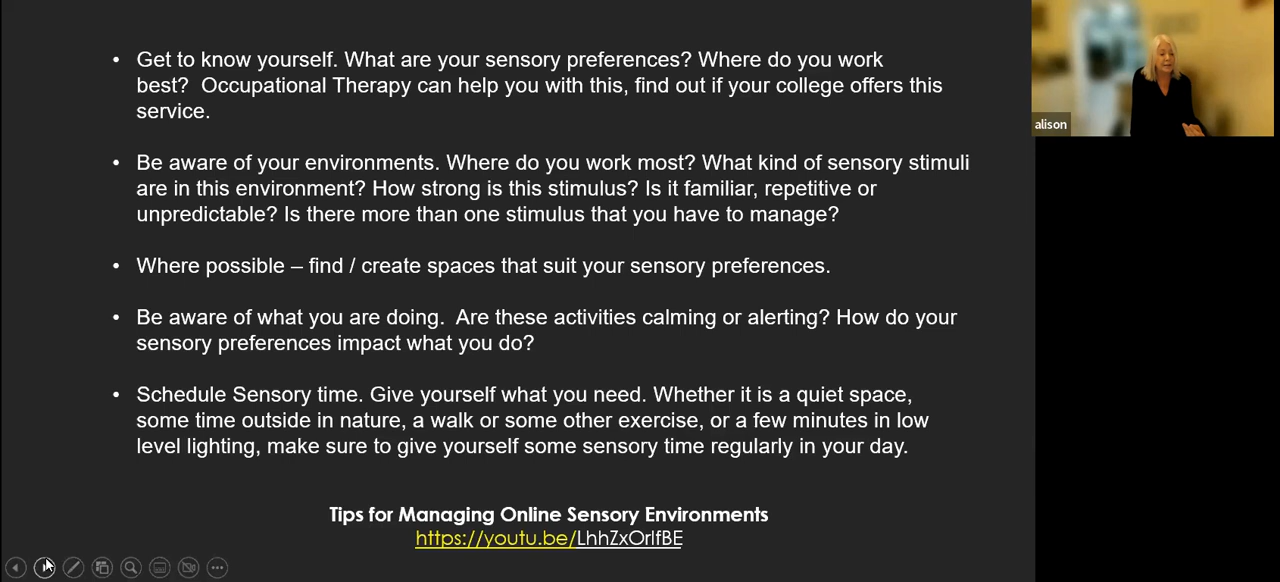 • Get to know yourself. What are your sensory preferences? Where do you work
best?  Occupational Therapy can help you with this, find out if your college offers this
service.
• Be aware of your environments. Where do you work most? What kind of sensory stimuli
are in this environment? How strong is this stimulus? Is it familiar, repetitive or
unpredictable? Is there more than one stimulus that you have to manage?
• Where possible – find / create spaces that suit your sensory preferences.
• Be aware of what you are doing.  Are these activities calming or alerting? How do your
sensory preferences impact what you do?
• Schedule Sensory time. Give yourself what you need. Whether it is a quiet space,
some time outside in nature, a walk or some other exercise, or a few minutes in low
level lighting, make sure to give yourself some sensory time regularly in your day.
Tips for Managing Online Sensory Environments
https://youtu.be/LhhZxOrlfBE
alison